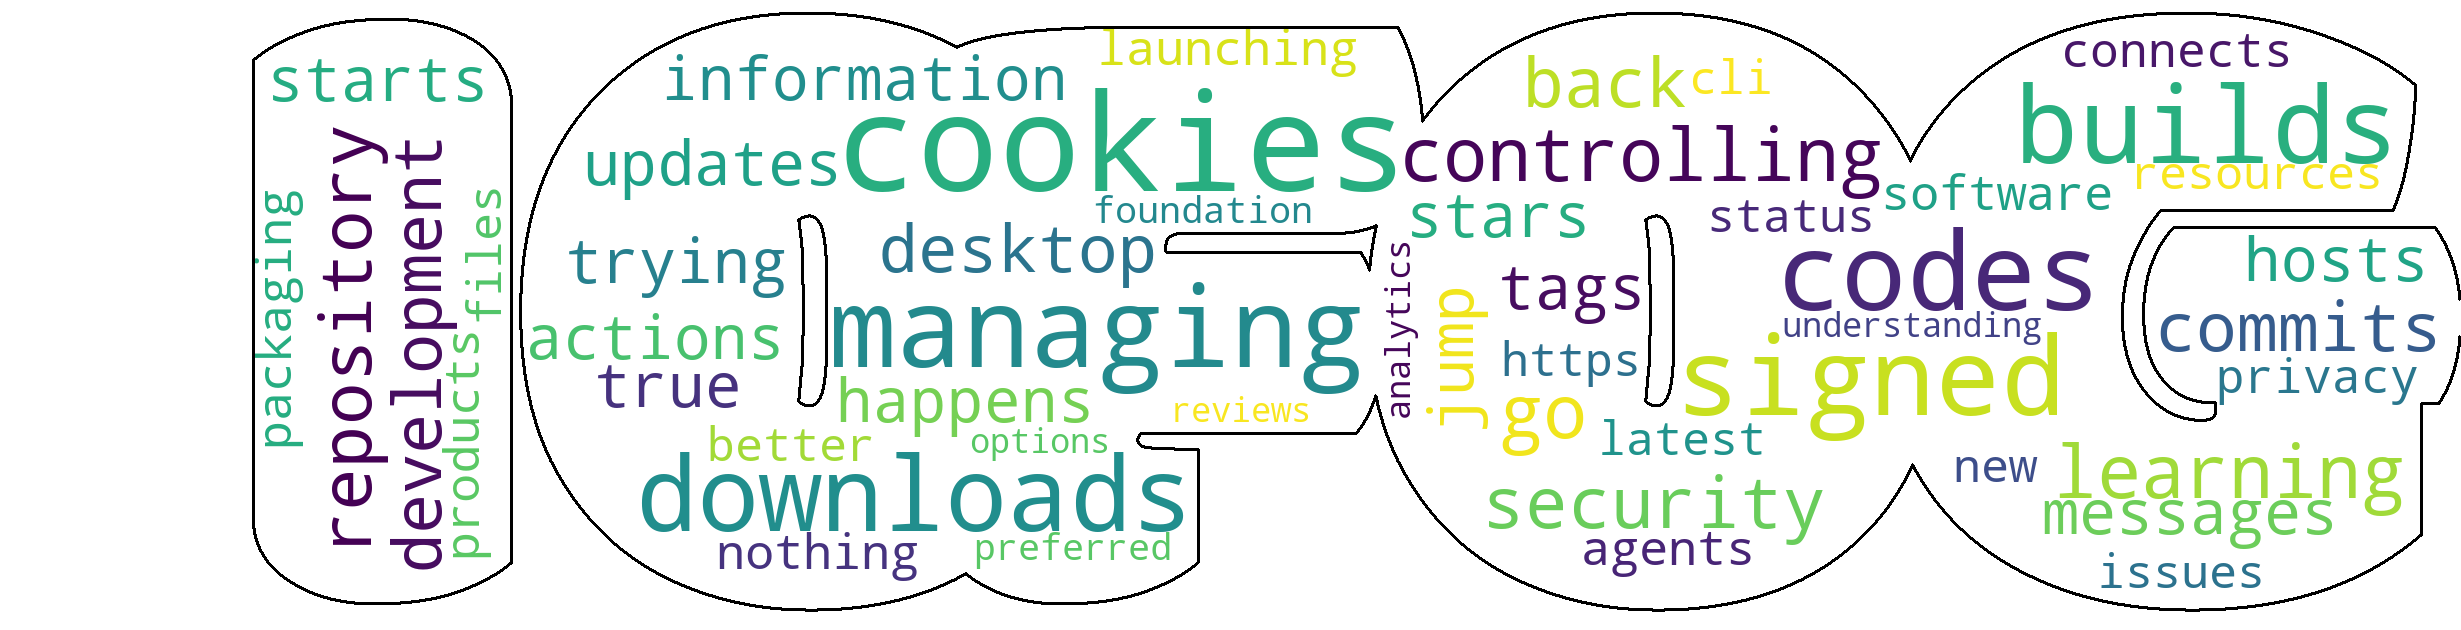 starts
packaging
repository
development
products
files
information
launching
updates
cookies
foundation
trying
desktop
actions
managing
true
happens
reviews
better
options
downloads
nothing
preferred
back
cli
controlling
stars
status
analytics
jump
tags
https
go
latest
security
agents
connects
builds
resources
software
codes
understanding
signed
hosts
commits
privacy
new
learning
messages
issues